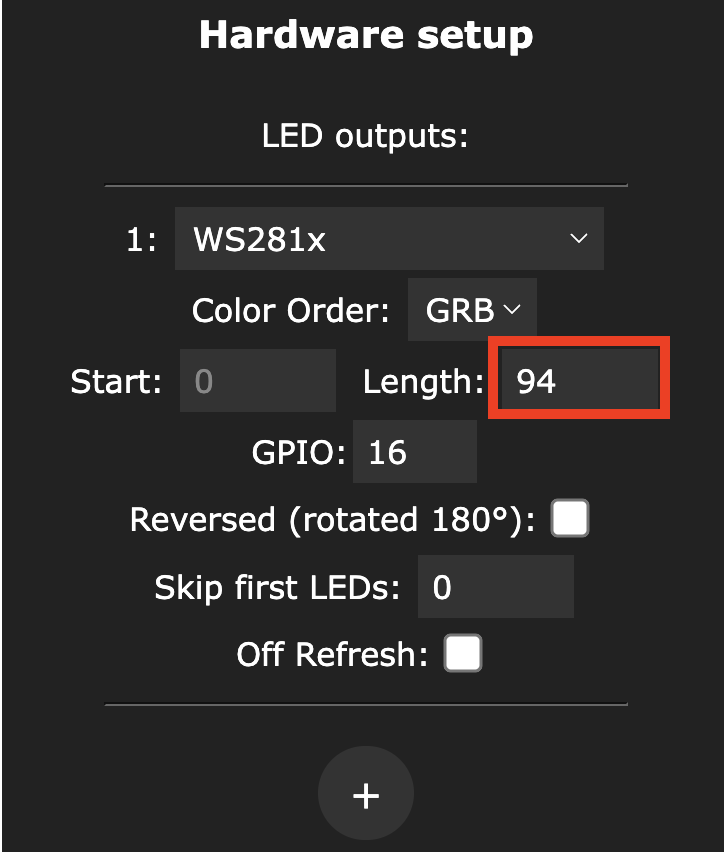 Hardware setup
LED outputs:
1: WS281x
Color Order: GRB
Start: 0 Length: 94
GPIO: 16
Reversed (rotated 180°):
Skip first LEDs: 0
Off Refresh:
+